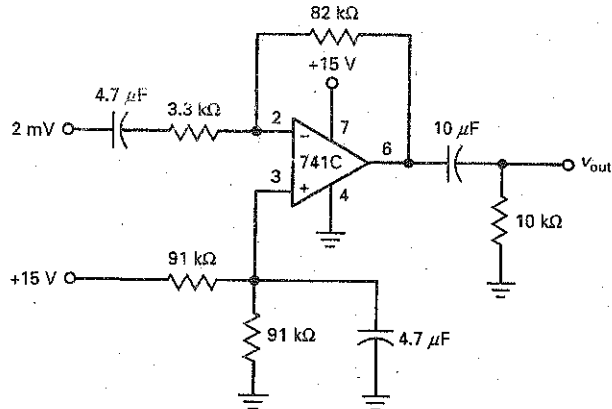 82 kΩ
+15 V
4.7 μF
3.3 kΩ
2 mV
2
−
7
741C
6
10 μF
v_out
3
+
4
10 kΩ
91 kΩ
+15 V
91 kΩ
4.7 μF